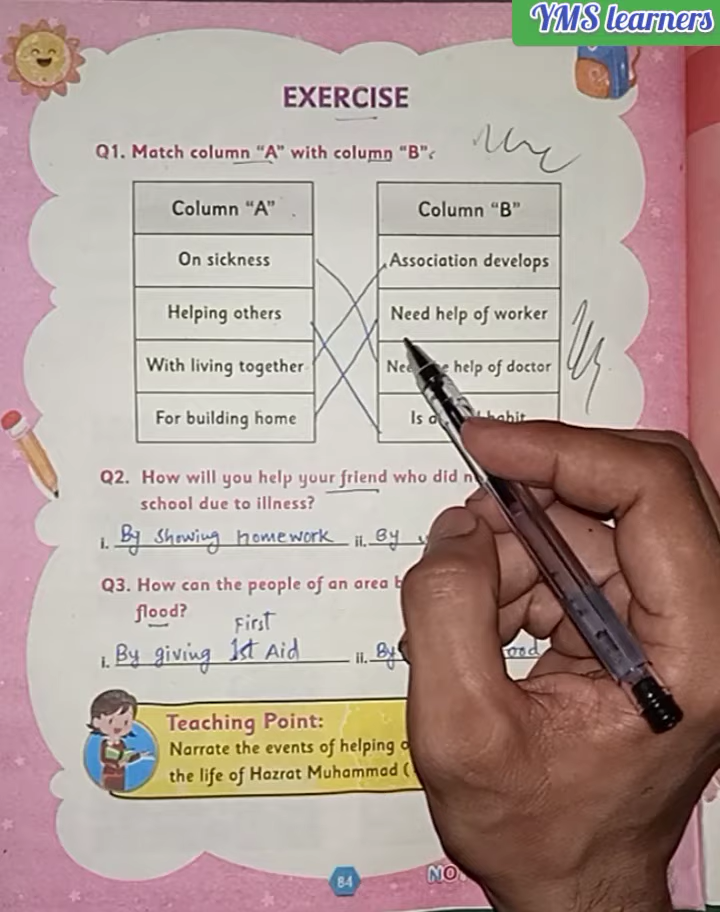 YMS learners
EXERCISE
Q1. Match column "A" with column "B".
Column "A"
Column "B"
On sickness
Association develops
Helping others
Need help of worker
With living together
help of doctor
For building home
Is a habit
Q2. How will you help your friend who did
school due to illness?
i. By showing homework ii. By
Q3. How can the people of an area
flood?
First
i. By giving 1st Aid ii. By
Teaching Point:
Narrate the events of helping
the life of Hazrat Muhammad (
84